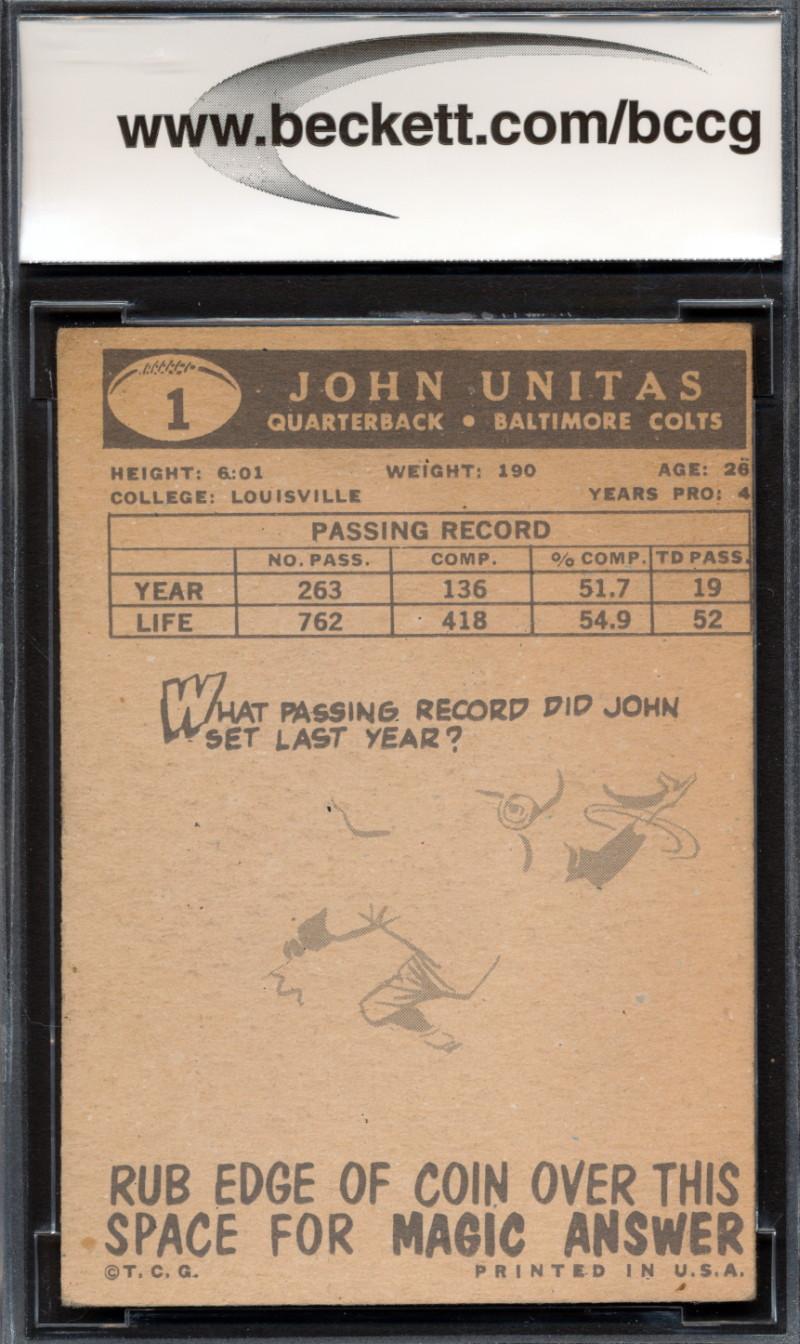 www.beckett.com/bccg
1
JOHN UNITAS
QUARTERBACK • BALTIMORE COLTS
HEIGHT: 6:01 WEIGHT: 190 AGE: 26
COLLEGE: LOUISVILLE YEARS PRO: 4
PASSING RECORD
NO. PASS. COMP. % COMP. TD PASS.
YEAR 263 136 51.7 19
LIFE 762 418 54.9 52
WHAT PASSING RECORD DID JOHN
SET LAST YEAR?
RUB EDGE OF COIN OVER THIS
SPACE FOR MAGIC ANSWER
©T. C. G. PRINTED IN U.S.A.